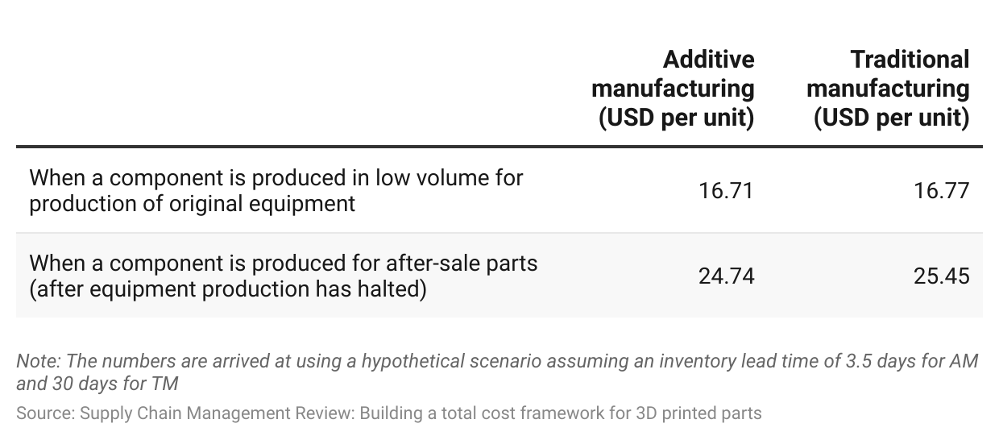 Additive
manufacturing
(USD per unit)
Traditional
manufacturing
(USD per unit)
When a component is produced in low volume for
production of original equipment
16.71
16.77
When a component is produced for after-sale parts
(after equipment production has halted)
24.74
25.45
Note: The numbers are arrived at using a hypothetical scenario assuming an inventory lead time of 3.5 days for AM
and 30 days for TM
Source: Supply Chain Management Review: Building a total cost framework for 3D printed parts